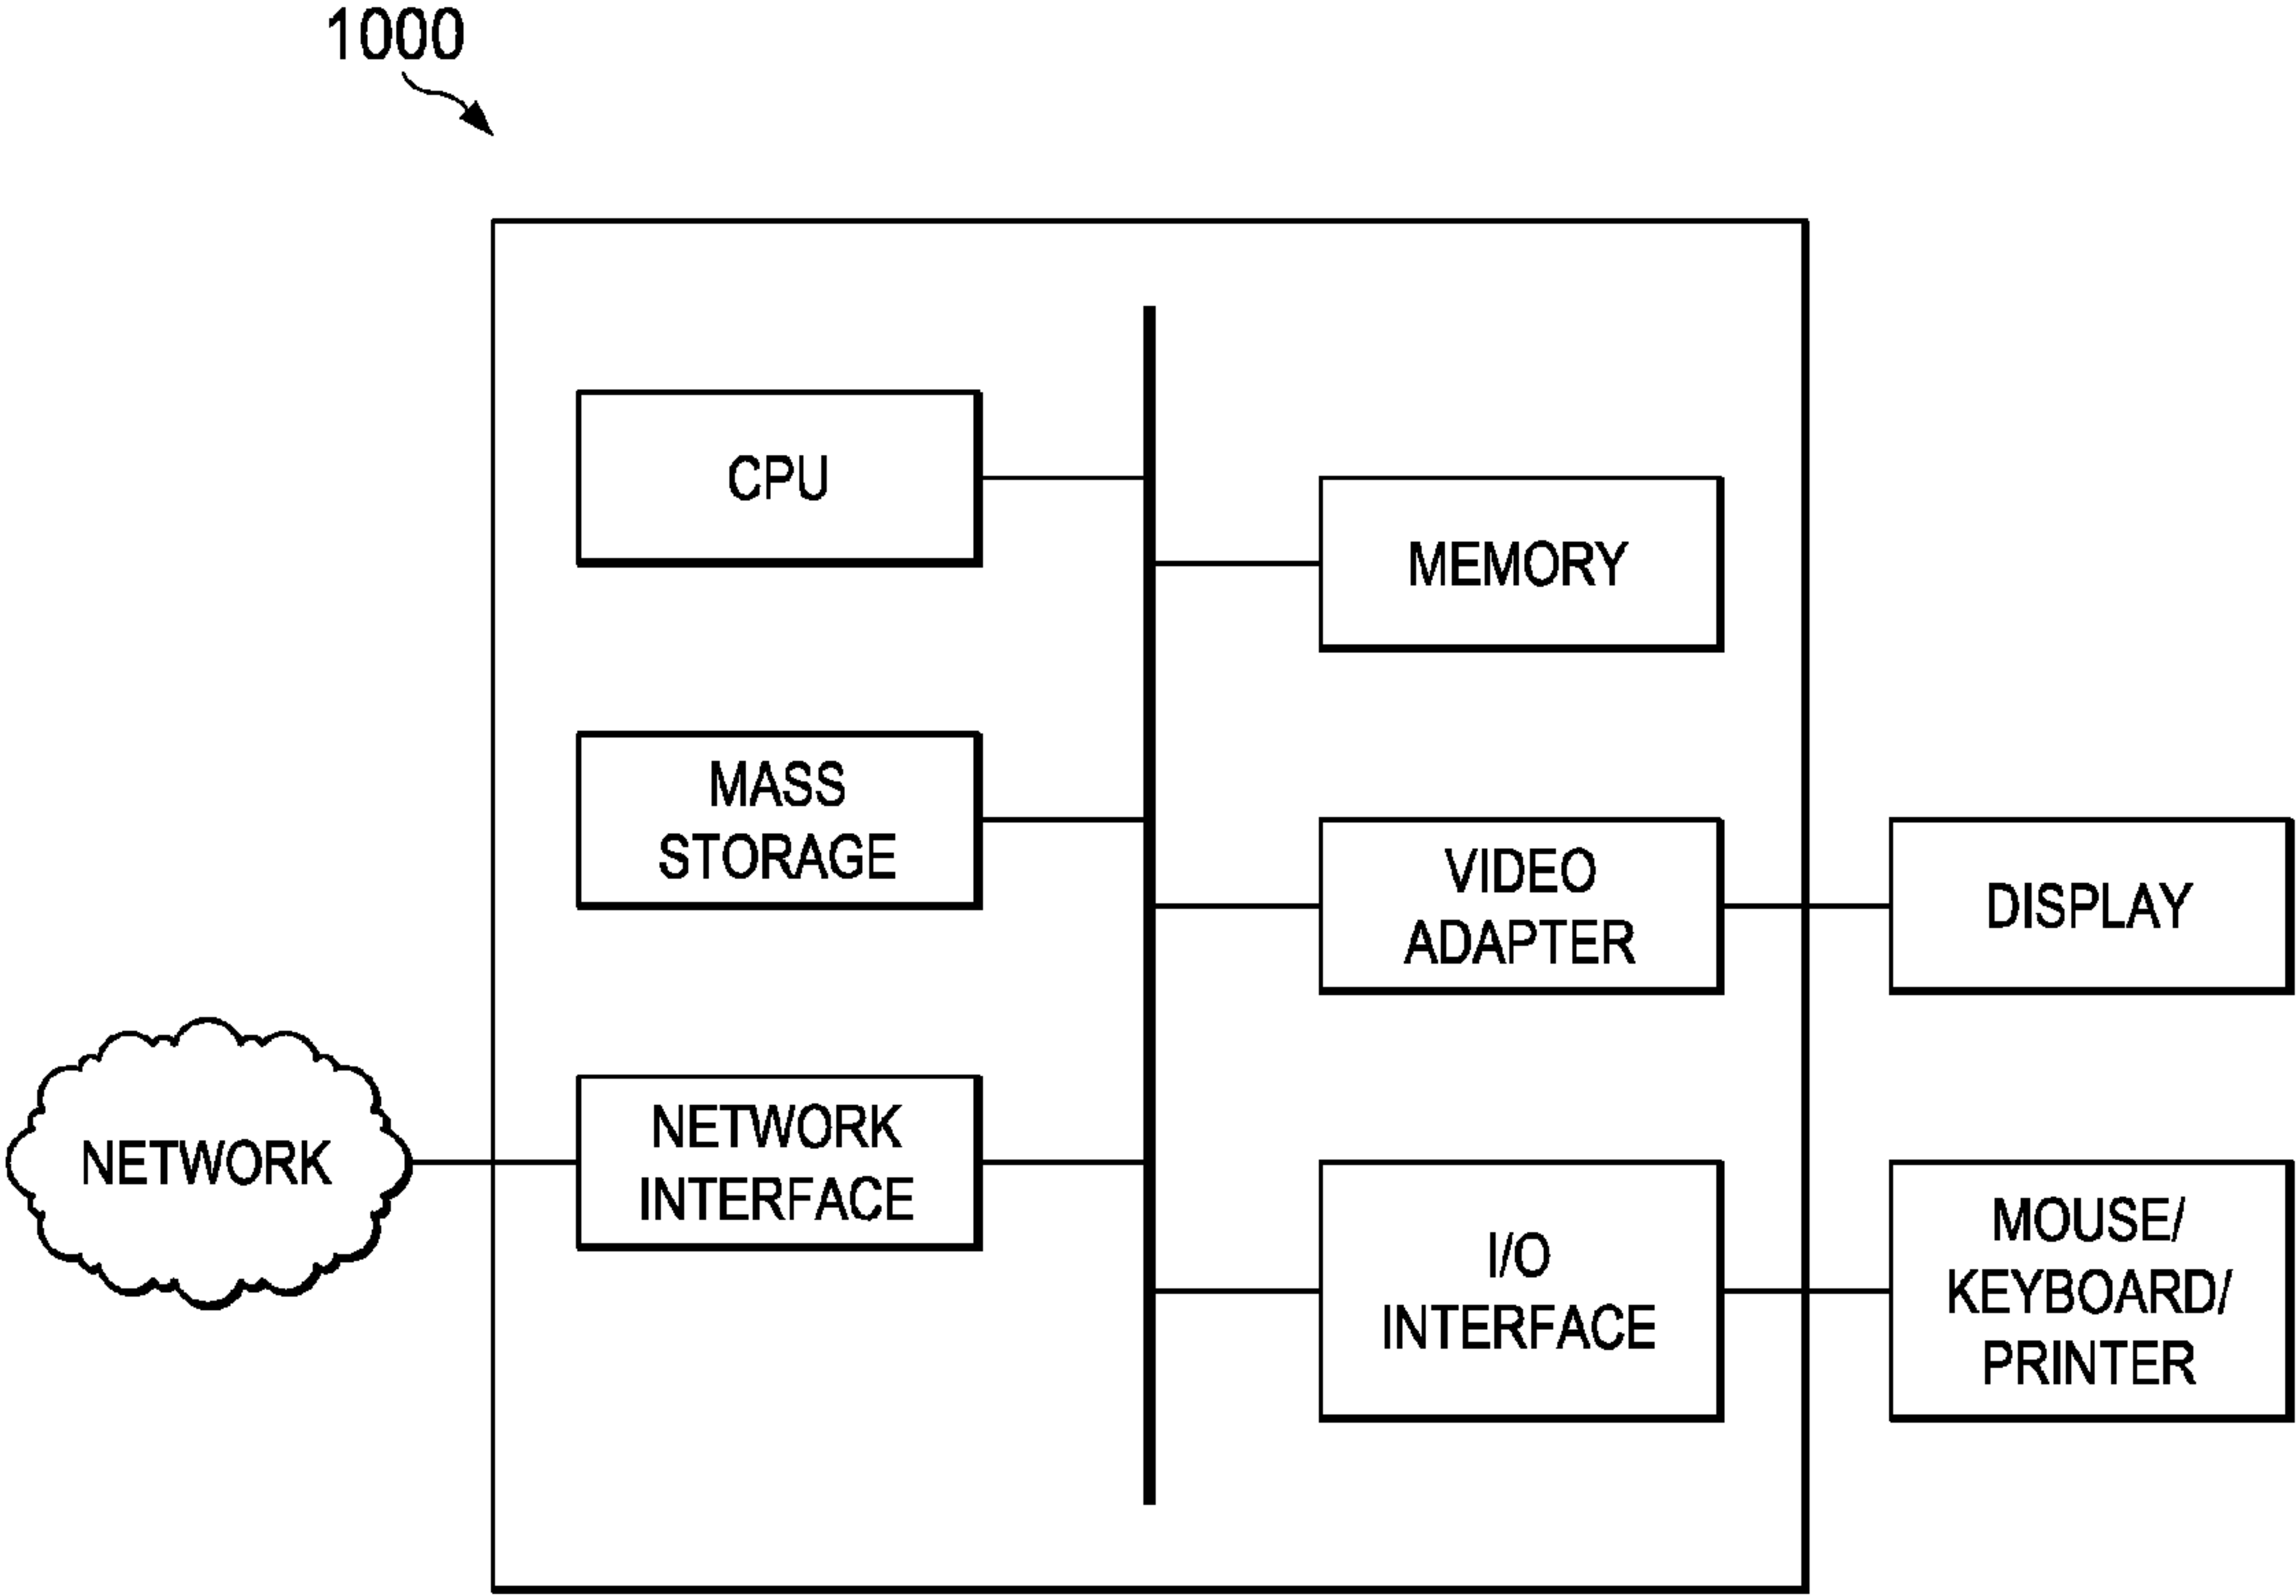 1000
CPU
MEMORY
MASS
STORAGE
VIDEO
ADAPTER
DISPLAY
NETWORK
NETWORK
INTERFACE
I/O
INTERFACE
MOUSE/
KEYBOARD/
PRINTER